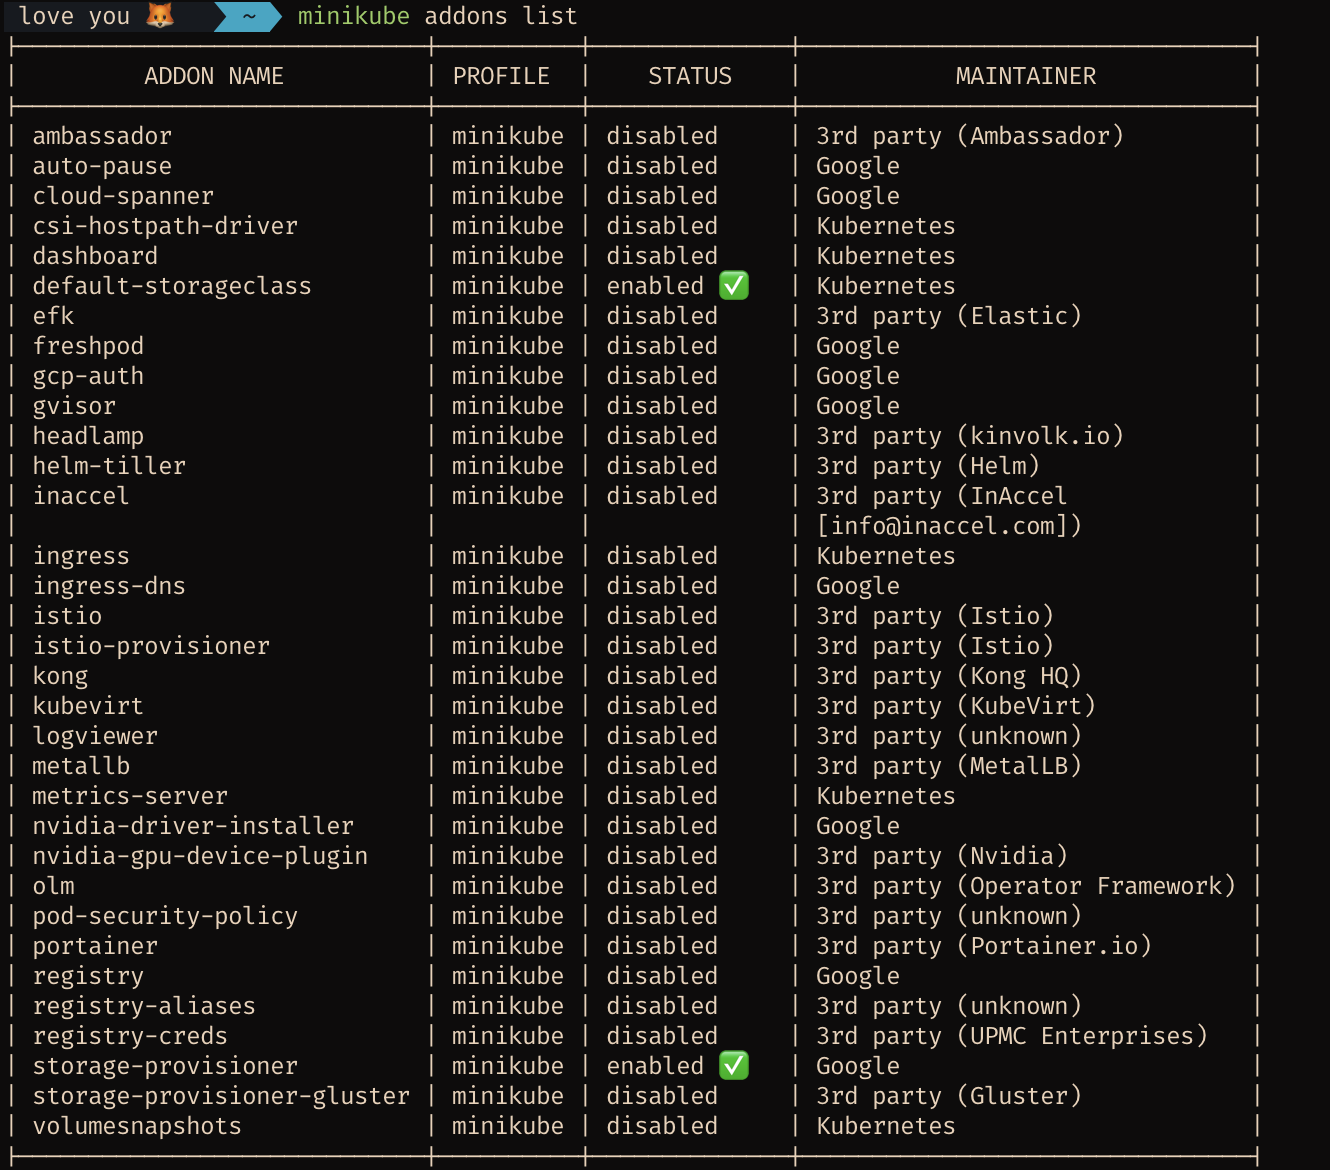 love you 🦊 ~ minikube addons list
| ADDON NAME | PROFILE | STATUS | MAINTAINER |
| ambassador | minikube | disabled | 3rd party (Ambassador) |
| auto-pause | minikube | disabled | Google |
| cloud-spanner | minikube | disabled | Google |
| csi-hostpath-driver | minikube | disabled | Kubernetes |
| dashboard | minikube | disabled | Kubernetes |
| default-storageclass | minikube | enabled ✅ | Kubernetes |
| efk | minikube | disabled | 3rd party (Elastic) |
| freshpod | minikube | disabled | Google |
| gcp-auth | minikube | disabled | Google |
| gvisor | minikube | disabled | Google |
| headlamp | minikube | disabled | 3rd party (kinvolk.io) |
| helm-tiller | minikube | disabled | 3rd party (Helm) |
| inaccel | minikube | disabled | 3rd party (InAccel |
| | | | [info@inaccel.com]) |
| ingress | minikube | disabled | Kubernetes |
| ingress-dns | minikube | disabled | Google |
| istio | minikube | disabled | 3rd party (Istio) |
| istio-provisioner | minikube | disabled | 3rd party (Istio) |
| kong | minikube | disabled | 3rd party (Kong HQ) |
| kubevirt | minikube | disabled | 3rd party (KubeVirt) |
| logviewer | minikube | disabled | 3rd party (unknown) |
| metallb | minikube | disabled | 3rd party (MetalLB) |
| metrics-server | minikube | disabled | Kubernetes |
| nvidia-driver-installer | minikube | disabled | Google |
| nvidia-gpu-device-plugin | minikube | disabled | 3rd party (Nvidia) |
| olm | minikube | disabled | 3rd party (Operator Framework) |
| pod-security-policy | minikube | disabled | 3rd party (unknown) |
| portainer | minikube | disabled | 3rd party (Portainer.io) |
| registry | minikube | disabled | Google |
| registry-aliases | minikube | disabled | 3rd party (unknown) |
| registry-creds | minikube | disabled | 3rd party (UPMC Enterprises) |
| storage-provisioner | minikube | enabled ✅ | Google |
| storage-provisioner-gluster | minikube | disabled | 3rd party (Gluster) |
| volumesnapshots | minikube | disabled | Kubernetes |